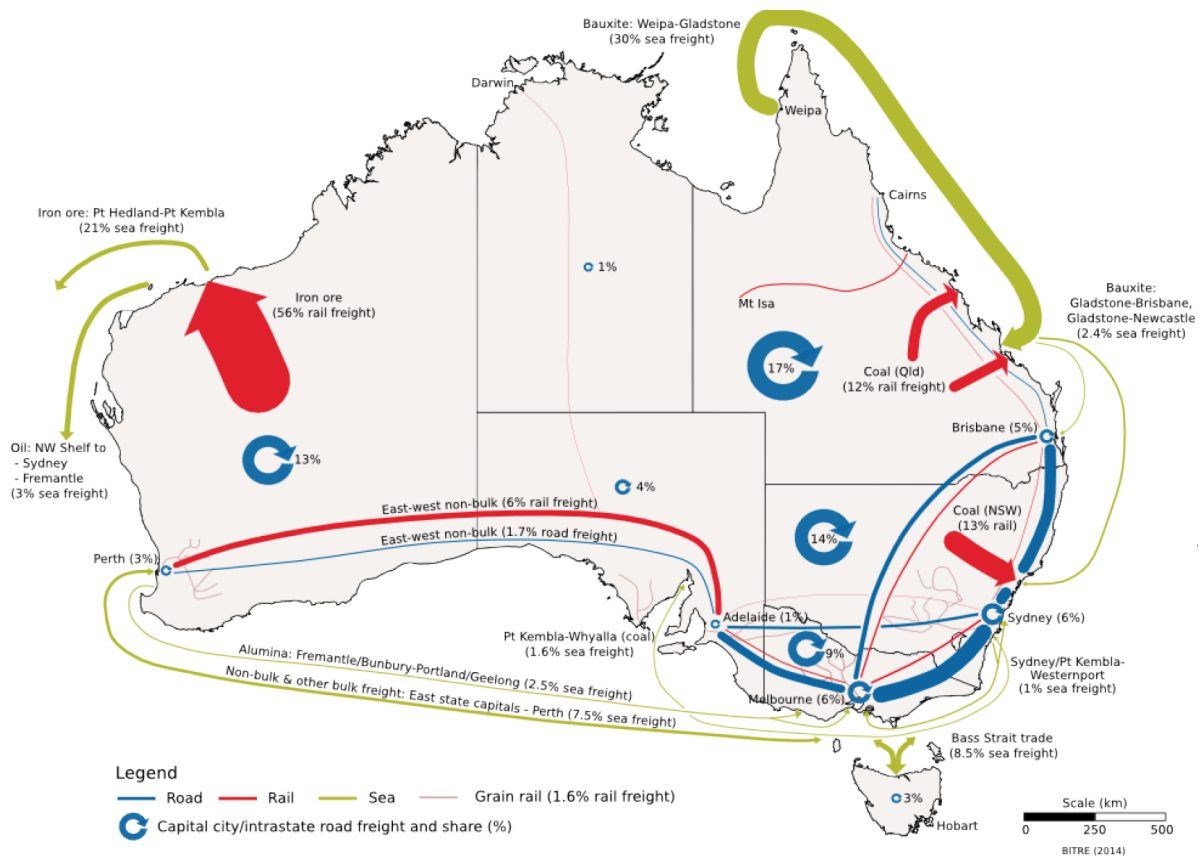 Bauxite: Weipa-Gladstone
(30% sea freight)
Darwin
Weipa
Cairns
Iron ore: Pt Hedland-Pt Kembla
(21% sea freight)
1%
Iron ore
(56% rail freight)
Mt Isa
Bauxite:
Gladstone-Brisbane,
Gladstone-Newcastle
(2.4% sea freight)
17%
Coal (Qld)
(12% rail freight)
Brisbane (5%)
Oil: NW Shelf to
- Sydney
- Fremantle
(3% sea freight)
13%
4%
East-west non-bulk (6% rail freight)
Coal (NSW)
(13% rail)
14%
East-west non-bulk (1.7% road freight)
Perth (3%)
Adelaide (1%)
Sydney (6%)
Pt Kembla-Whyalla (coal)
(1.6% sea freight)
9%
Alumina: Fremantle/Bunbury-Portland/Geelong (2.5% sea freight)
Non-bulk & other bulk freight: East state capitals - Perth (7.5% sea freight)
Melbourne (6%)
Sydney/Pt Kembla-
Westernport
(1% sea freight)
Bass Strait trade
(8.5% sea freight)
Legend
Road
Rail
Sea
Grain rail (1.6% rail freight)
Capital city/intrastate road freight and share (%)
3%
Hobart
Scale (km)
0 250 500
BITRE (2014)